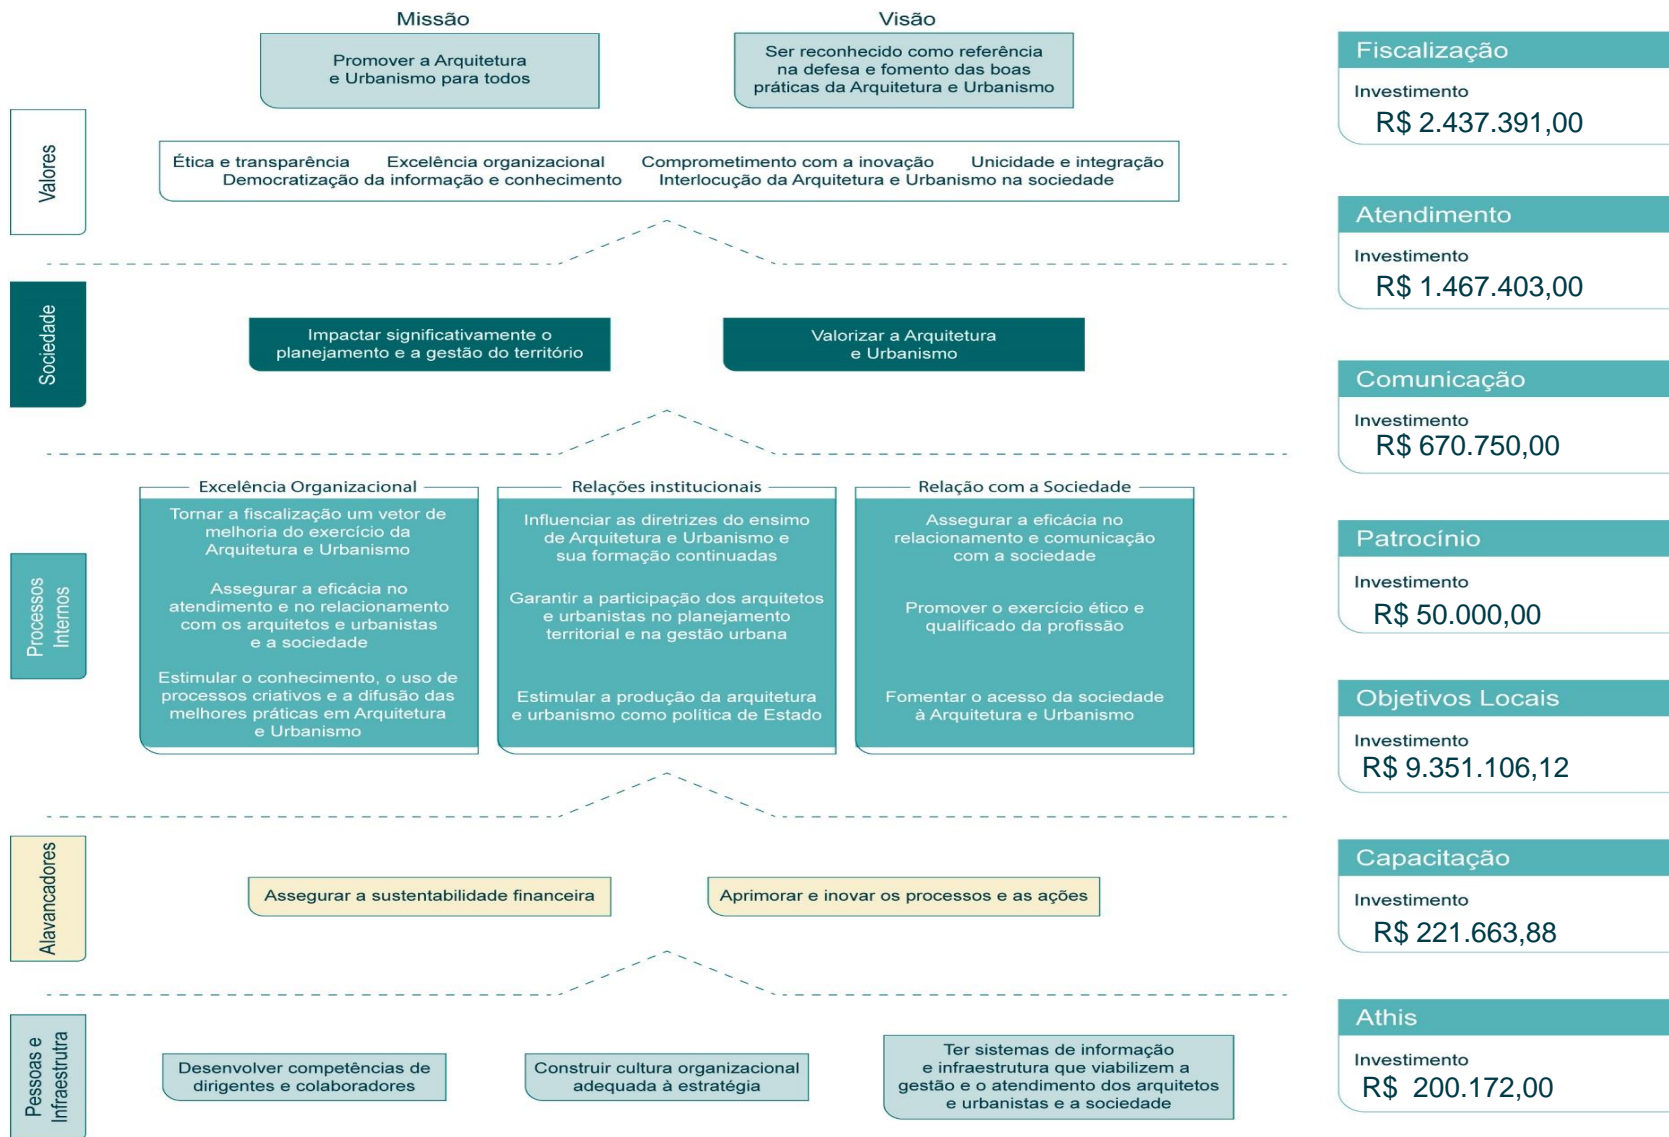 Missão
Promover a Arquitetura
e Urbanismo para todos
Visão
Ser reconhecido como referência
na defesa e fomento das boas
práticas da Arquitetura e Urbanismo
Valores
Ética e transparência Excelência organizacional Comprometimento com a inovação Unicidade e integração
Democratização da informação e conhecimento Interlocução da Arquitetura e Urbanismo na sociedade
Sociedade
Impactar significativamente o
planejamento e a gestão do território
Valorizar a Arquitetura
e Urbanismo
Processos
Internos
Excelência Organizacional
Tornar a fiscalização um vetor de
melhoria do exercício da
Arquitetura e Urbanismo
Assegurar a eficácia no
atendimento e no relacionamento
com os arquitetos e urbanistas
e a sociedade
Estimular o conhecimento, o uso de
processos criativos e a difusão das
melhores práticas em Arquitetura
e Urbanismo
Relações institucionais
Influenciar as diretrizes do ensimo
de Arquitetura e Urbanismo e
sua formação continuadas
Garantir a participação dos arquitetos
e urbanistas no planejamento
territorial e na gestão urbana
Estimular a produção da arquitetura
e urbanismo como política de Estado
Relação com a Sociedade
Assegurar a eficácia no
relacionamento e comunicação
com a sociedade
Promover o exercício ético e
qualificado da profissão
Fomentar o acesso da sociedade
à Arquitetura e Urbanismo
Alavancadores
Assegurar a sustentabilidade financeira
Aprimorar e inovar os processos e as ações
Pessoas e
Infraestrutra
Desenvolver competências de
dirigentes e colaboradores
Construir cultura organizacional
adequada à estratégia
Ter sistemas de informação
e infraestrutura que viabilizem a
gestão e o atendimento dos arquitetos
e urbanistas e a sociedade
Fiscalização
Investimento
R$ 2.437.391,00
Atendimento
Investimento
R$ 1.467.403,00
Comunicação
Investimento
R$ 670.750,00
Patrocínio
Investimento
R$ 50.000,00
Objetivos Locais
Investimento
R$ 9.351.106,12
Capacitação
Investimento
R$ 221.663,88
Athis
Investimento
R$ 200.172,00